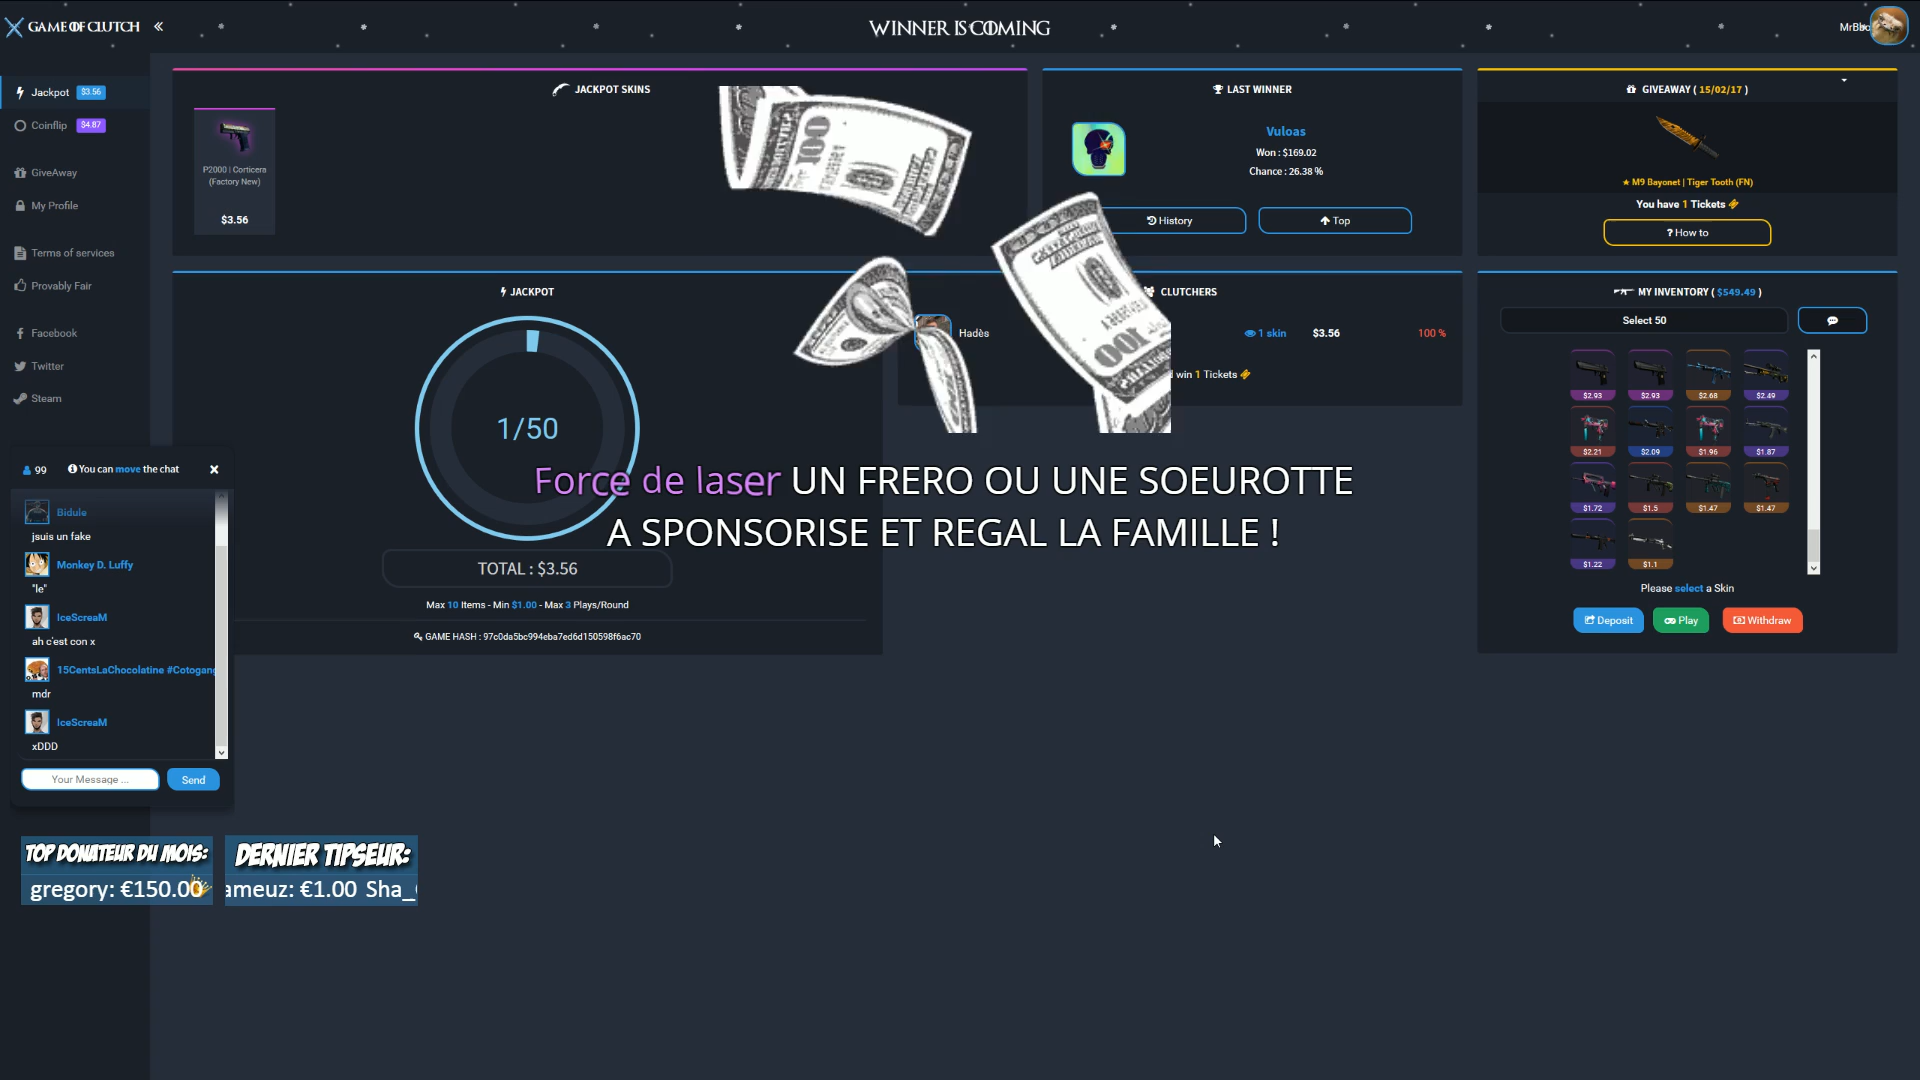 GAME OF CLUTCH
WINNER IS COMING
Jackpot $3.56
Coinflip $4.87
GiveAway
My Profile
Terms of services
Provably Fair
Facebook
Twitter
Steam
JACKPOT SKINS
P2000 | Corticera
(Factory New)
$3.56
LAST WINNER
Vuloas
Won : $169.02
Chance : 26.38 %
History
Top
GIVEAWAY ( 15/02/17 )
★ M9 Bayonet | Tiger Tooth (FN)
You have 1 Tickets
? How to
JACKPOT
1/50
TOTAL : $3.56
Max 10 Items - Min $1.00 - Max 3 Plays/Round
GAME HASH : 97c0da5bc994eba7ed6d150598f6ac70
CLUTCHERS
Hadès
1 skin $3.56 100 %
win 1 Tickets
Force de laser UN FRERO OU UNE SOEUROTTE
A SPONSORISE ET REGAL LA FAMILLE !
MY INVENTORY ( $549.49 )
Select 50
$2.93 $2.93 $2.68 $2.49
$2.21 $2.09 $1.96 $1.87
$1.72 $1.5 $1.47 $1.47
$1.22 $1.1
Please select a Skin
Deposit Play Withdraw
99 You can move the chat
Bidule
jsuis un fake
Monkey D. Luffy
"le"
IceScreaM
ah c'est con x
15CentsLaChocolatine #Cotogang
mdr
IceScreaM
xDDD
Your Message ...
Send
TOP DONATEUR DU MOIS:
gregory: €150.00
DERNIER TIPSEUR:
ameuz: €1.00 Sha_